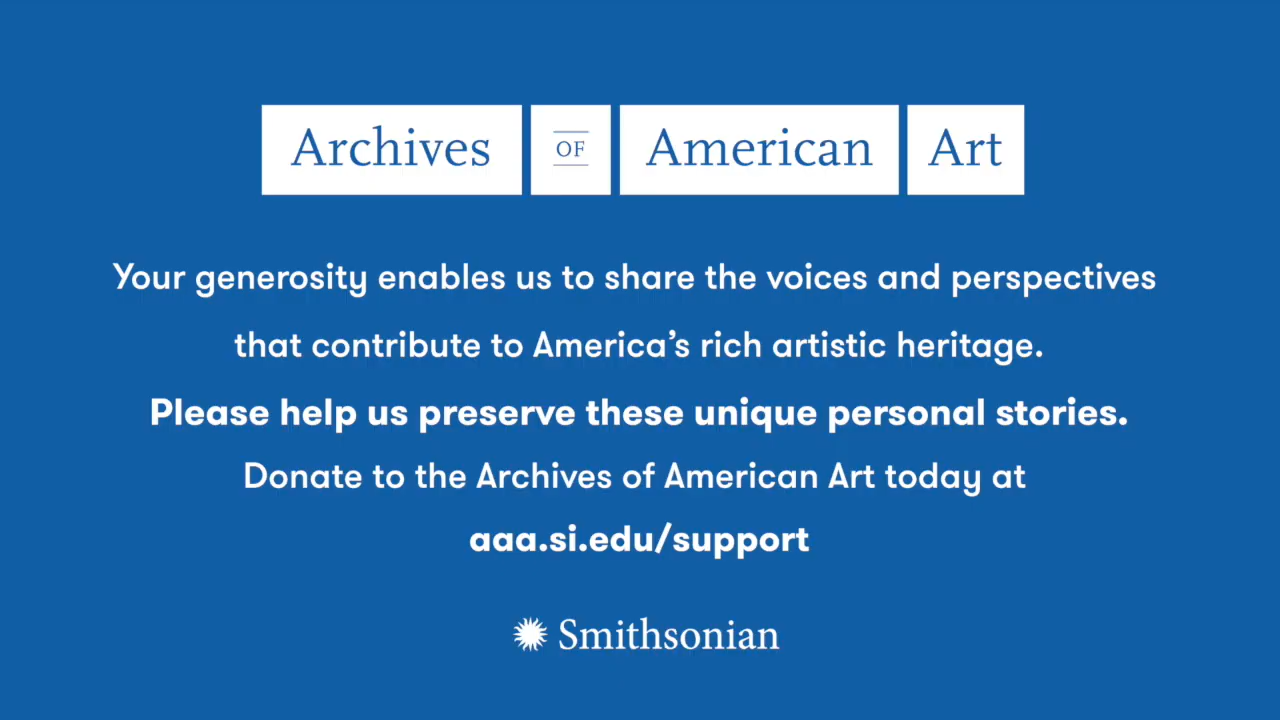 Archives OF American Art
Your generosity enables us to share the voices and perspectives
that contribute to America’s rich artistic heritage.
Please help us preserve these unique personal stories.
Donate to the Archives of American Art today at
aaa.si.edu/support
Smithsonian